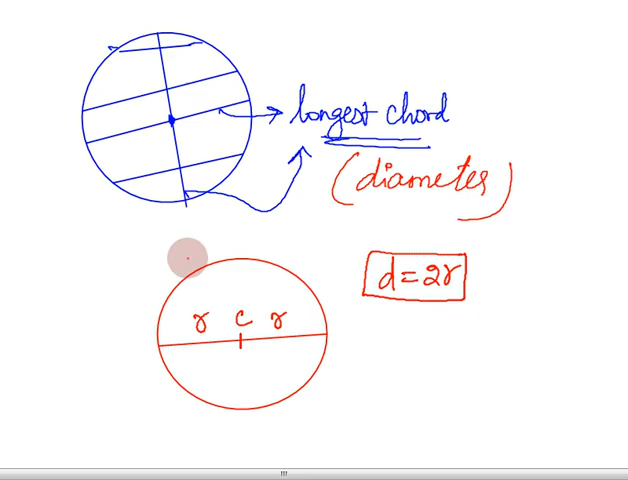 longest chord
(diameter)
d = 2r
r c r